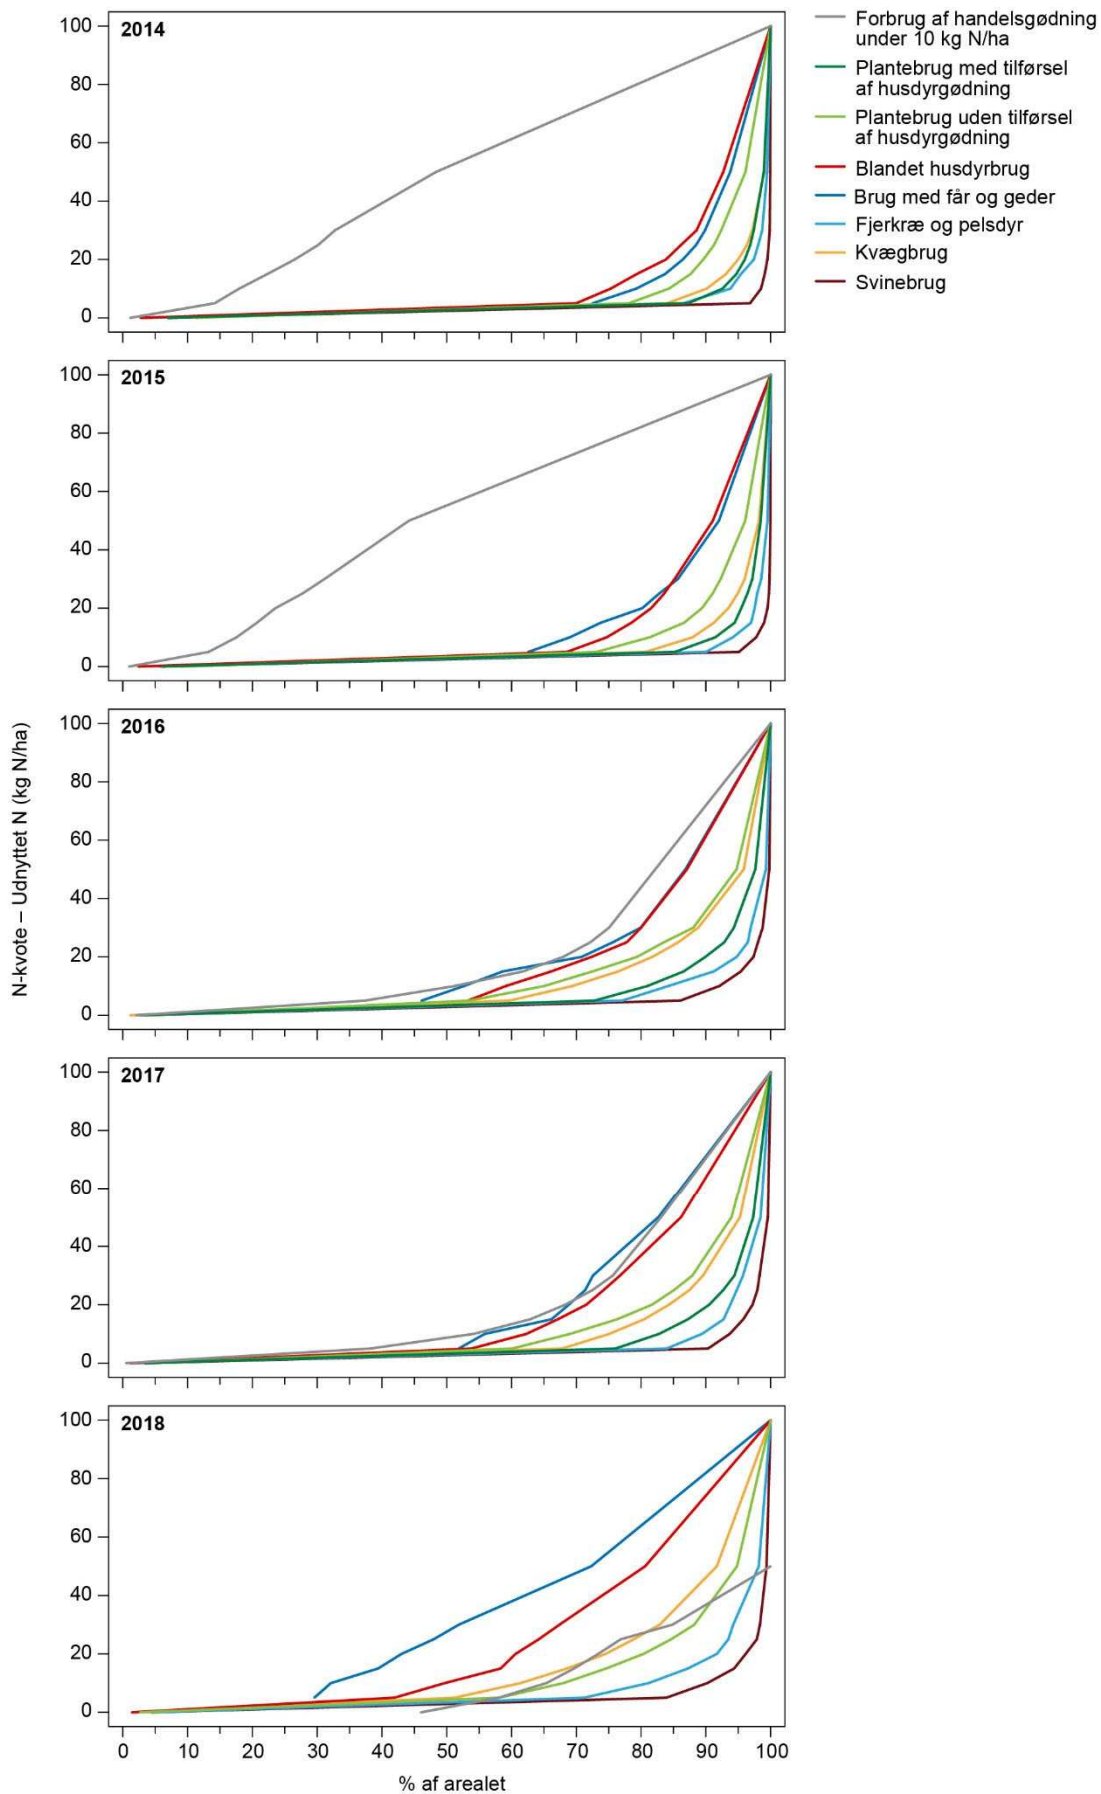 2014
100
80
60
40
20
0
Forbrug af handelsgødning
under 10 kg N/ha
Plantebrug med tilførsel
af husdyrgødning
Plantebrug uden tilførsel
af husdyrgødning
Blandet husdyrbrug
Brug med får og geder
Fjerkræ og pelsdyr
Kvægbrug
Svinebrug
2015
100
80
60
40
20
0
N-kvote – Udnyttet N (kg N/ha)
2016
100
80
60
40
20
0
2017
100
80
60
40
20
0
2018
100
80
60
40
20
0
0 10 20 30 40 50 60 70 80 90 100
% af arealet